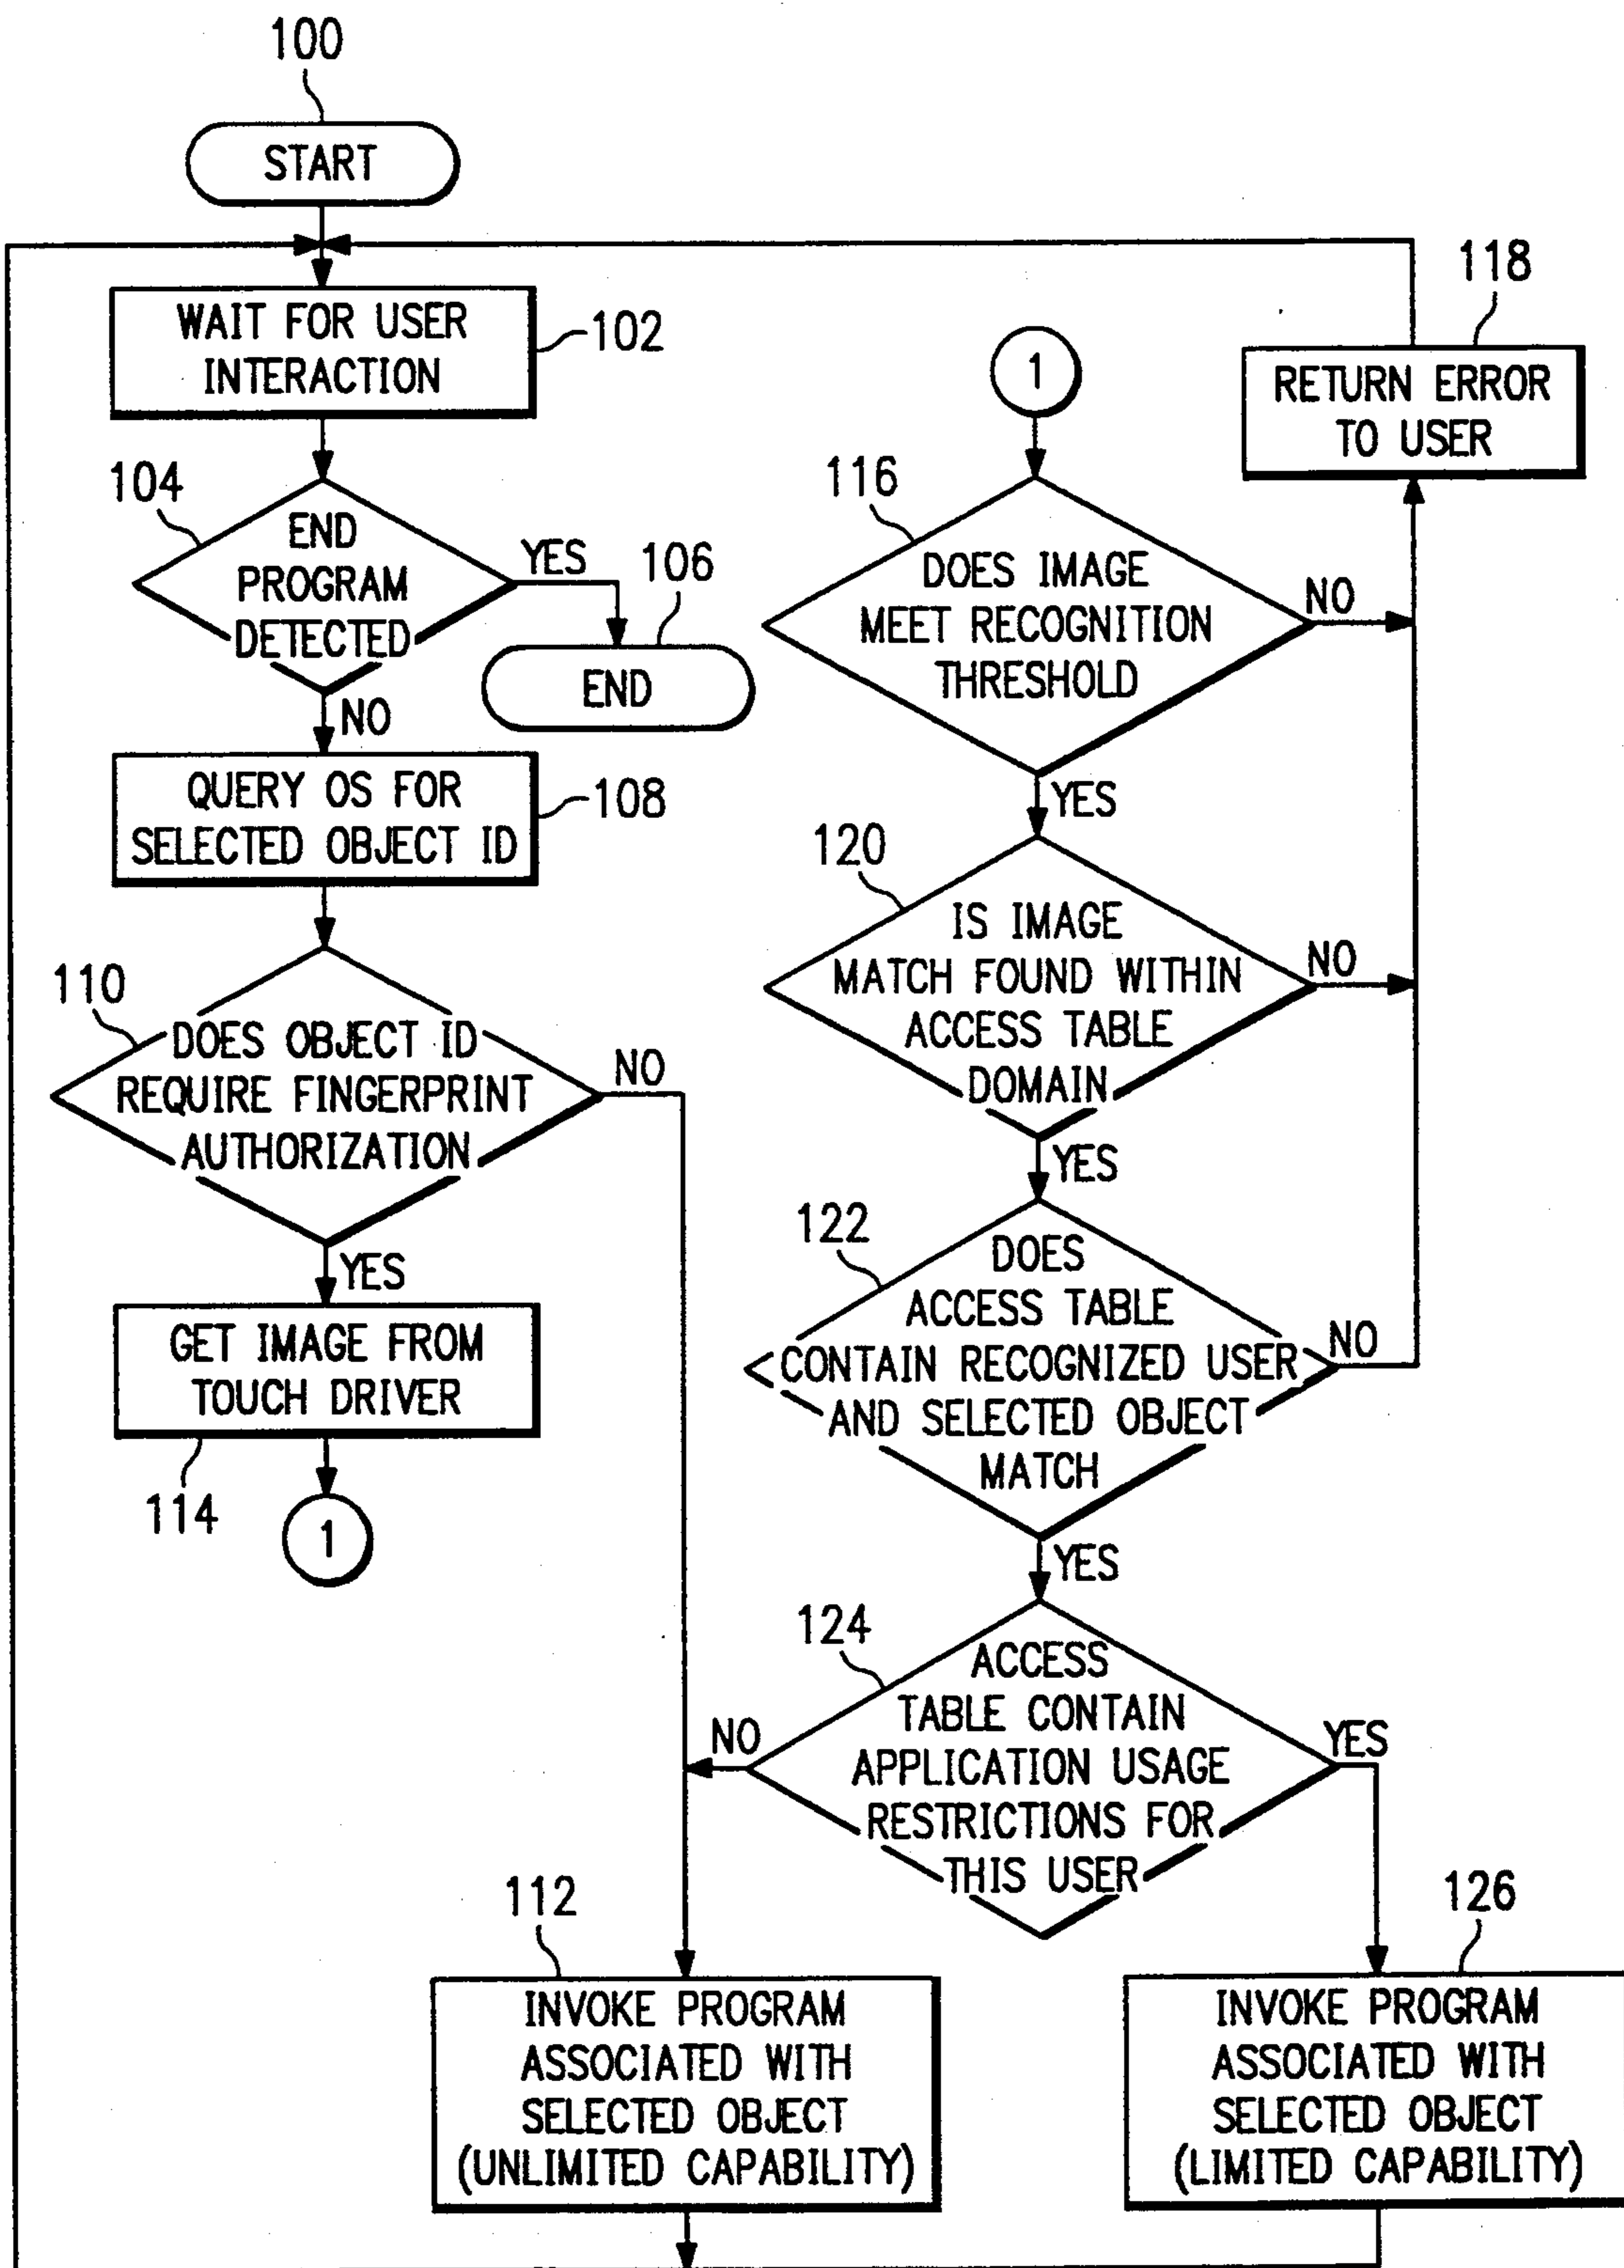 100
START
WAIT FOR USER
INTERACTION
102
104
END
PROGRAM
DETECTED
YES
106
END
NO
QUERY OS FOR
SELECTED OBJECT ID
108
110
DOES OBJECT ID
REQUIRE FINGERPRINT
AUTHORIZATION
NO
YES
GET IMAGE FROM
TOUCH DRIVER
114
1
1
116
DOES IMAGE
MEET RECOGNITION
THRESHOLD
NO
118
RETURN ERROR
TO USER
YES
120
IS IMAGE
MATCH FOUND WITHIN
ACCESS TABLE
DOMAIN
NO
YES
122
DOES
ACCESS TABLE
CONTAIN RECOGNIZED USER
AND SELECTED OBJECT
MATCH
NO
YES
124
ACCESS
TABLE CONTAIN
APPLICATION USAGE
RESTRICTIONS FOR
THIS USER
NO
YES
112
INVOKE PROGRAM
ASSOCIATED WITH
SELECTED OBJECT
(UNLIMITED CAPABILITY)
126
INVOKE PROGRAM
ASSOCIATED WITH
SELECTED OBJECT
(LIMITED CAPABILITY)